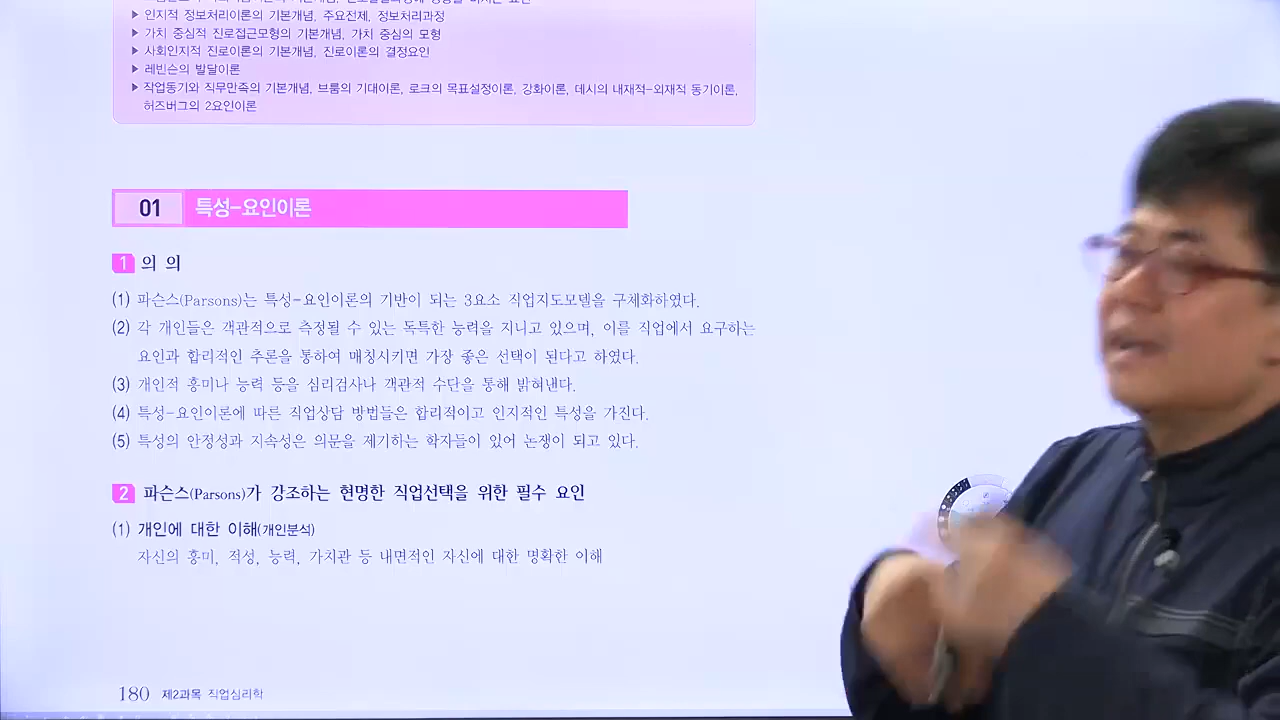 ▶ 인지적 정보처리이론의 기본개념, 주요전제, 정보처리과정
▶ 가치 중심적 진로접근모형의 기본개념, 가치 중심의 모형
▶ 사회인지적 진로이론의 기본개념, 진로이론의 결정요인
▶ 레빈슨의 발달이론
▶ 직업동기와 직무만족의 기본개념, 브룸의 기대이론, 로크의 목표설정이론, 강화이론, 데시의 내재적-외재적 동기이론,
허즈버그의 2요인이론
01 특성-요인이론
1 의 의
(1) 파슨스(Parsons)는 특성-요인이론의 기반이 되는 3요소 직업지도모델을 구체화하였다.
(2) 각 개인들은 객관적으로 측정될 수 있는 독특한 능력을 지니고 있으며, 이를 직업에서 요구하는
요인과 합리적인 추론을 통하여 매칭시키면 가장 좋은 선택이 된다고 하였다.
(3) 개인적 흥미나 능력 등을 심리검사나 객관적 수단을 통해 밝혀낸다.
(4) 특성-요인이론에 따른 직업상담 방법들은 합리적이고 인지적인 특성을 가진다.
(5) 특성의 안정성과 지속성은 의문을 제기하는 학자들이 있어 논쟁이 되고 있다.
2 파슨스(Parsons)가 강조하는 현명한 직업선택을 위한 필수 요인
(1) 개인에 대한 이해(개인분석)
자신의 흥미, 적성, 능력, 가치관 등 내면적인 자신에 대한 명확한 이해
180 제2과목 직업심리학